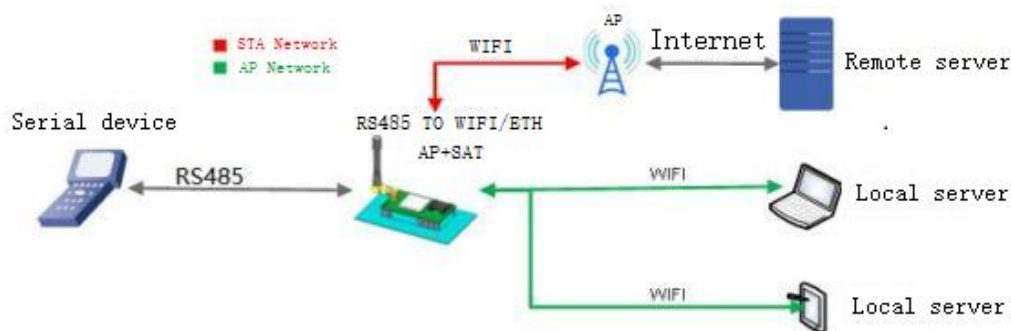 AP
STA Network
WIFI
Internet
AP Network
Remote server
Serial device
RS485 TO WIFI/ETH
AP+SAT
RS485
WIFI
Local server
WIFI
Local server